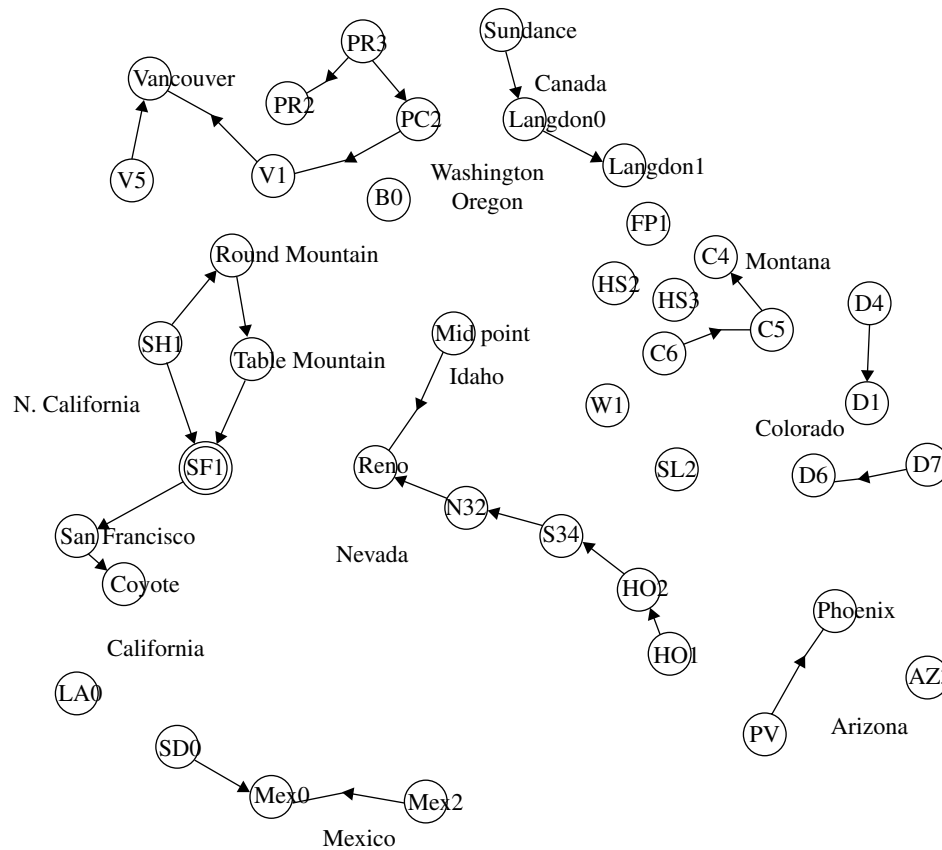 Sundance
PR3
Vancouver
Canada
PR2
PC2
Langdon0
Langdon1
V5
V1
Washington
B0
Oregon
FP1
Round Mountain
C4
Montana
HS2
HS3
D4
Mid point
C5
SH1
C6
Table Mountain
Idaho
N. California
W1
D1
Colorado
SF1
Reno
SL2
D6
D7
N32
San Francisco
S34
Nevada
Coyote
HO2
Phoenix
California
HO1
LA0
AZ
Arizona
PV
SD0
Mex0
Mex2
Mexico